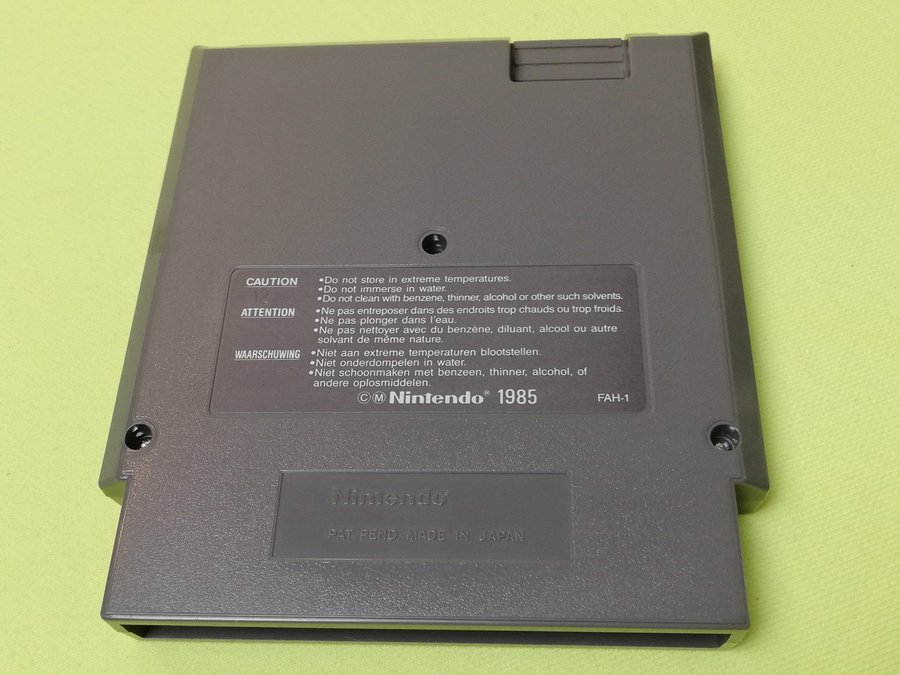 CAUTION •Do not store in extreme temperatures.
•Do not immerse in water.
•Do not clean with benzene, thinner, alcohol or other such solvents.
ATTENTION •Ne pas entreposer dans des endroits trop chauds ou trop froids.
•Ne pas plonger dans l'eau.
•Ne pas nettoyer avec du benzéne, diluant, alcool ou autre
solvant de même nature.
WAARSCHUWING •Niet aan extreme temperaturen blootstellen.
•Niet onderdompelen in water.
•Niet schoonmaken met benzeen, thinner, alcohol, of
andere oplosmiddelen.
ⒸⓂ Nintendo® 1985 FAH-1
Nintendo
PAT. PEND. MADE IN JAPAN